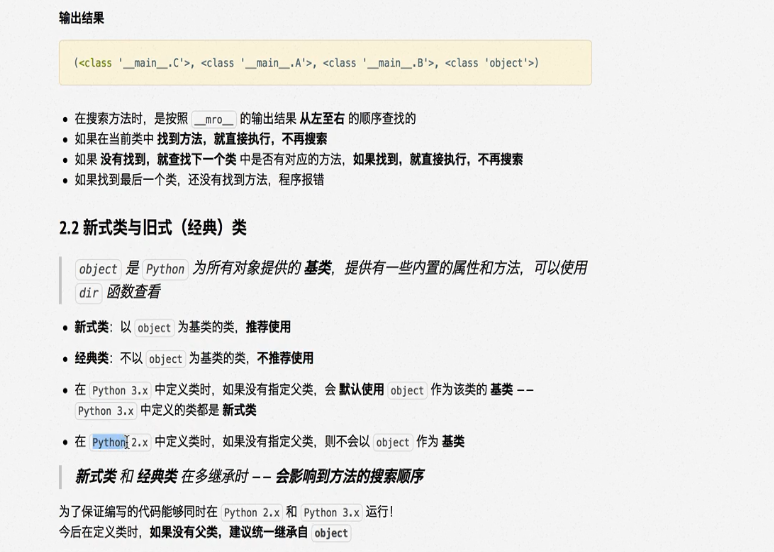 输出结果
(<class '__main__.C'>, <class '__main__.A'>, <class '__main__.B'>, <class 'object'>)
在搜索方法时，是按照 __mro__ 的输出结果 从左至右 的顺序查找的
如果在当前类中 找到方法，就直接执行，不再搜索
如果 没有找到，就查找下一个类 中是否有对应的方法，如果找到，就直接执行，不再搜索
如果找到最后一个类，还没有找到方法，程序报错
2.2 新式类与旧式（经典）类
object 是 Python 为所有对象提供的 基类，提供有一些内置的属性和方法，可以使用
dir 函数查看
新式类：以 object 为基类的类，推荐使用
经典类：不以 object 为基类的类，不推荐使用
在 Python 3.x 中定义类时，如果没有指定父类，会 默认使用 object 作为该类的 基类 ——
Python 3.x 中定义的类都是 新式类
在 Python 2.x 中定义类时，如果没有指定父类，则不会以 object 作为 基类
新式类 和 经典类 在多继承时 —— 会影响到方法的搜索顺序
为了保证编写的代码能够同时在 Python 2.x 和 Python 3.x 运行！
今后在定义类时，如果没有父类，建议统一继承自 object